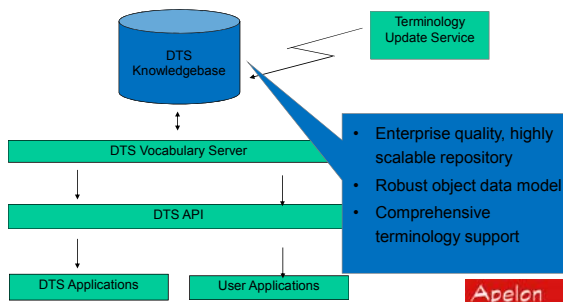 DTS
Knowledgebase
Terminology
Update Service
• Enterprise quality, highly
scalable repository
• Robust object data model
• Comprehensive
terminology support
DTS Vocabulary Server
DTS API
DTS Applications
User Applications
Apelon